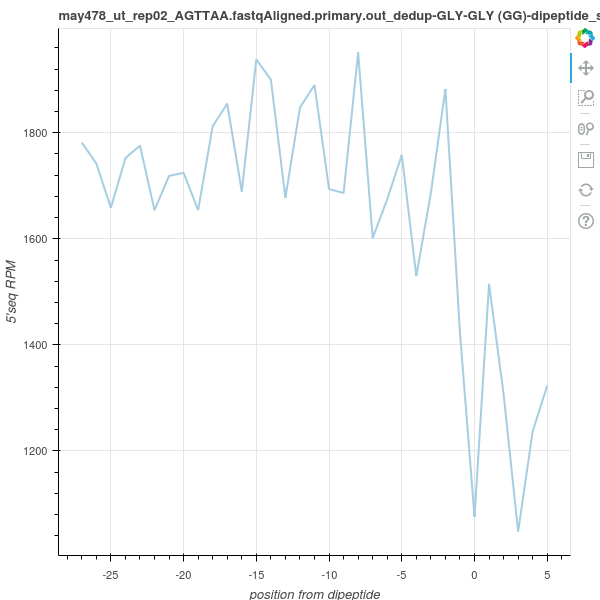 may478_ut_rep02_AGTTAA.fastqAligned.primary.out_dedup-GLY-GLY (GG)-dipeptide_s
5'seq RPM
1800
1600
1400
1200
-25 -20 -15 -10 -5 0 5
position from dipeptide